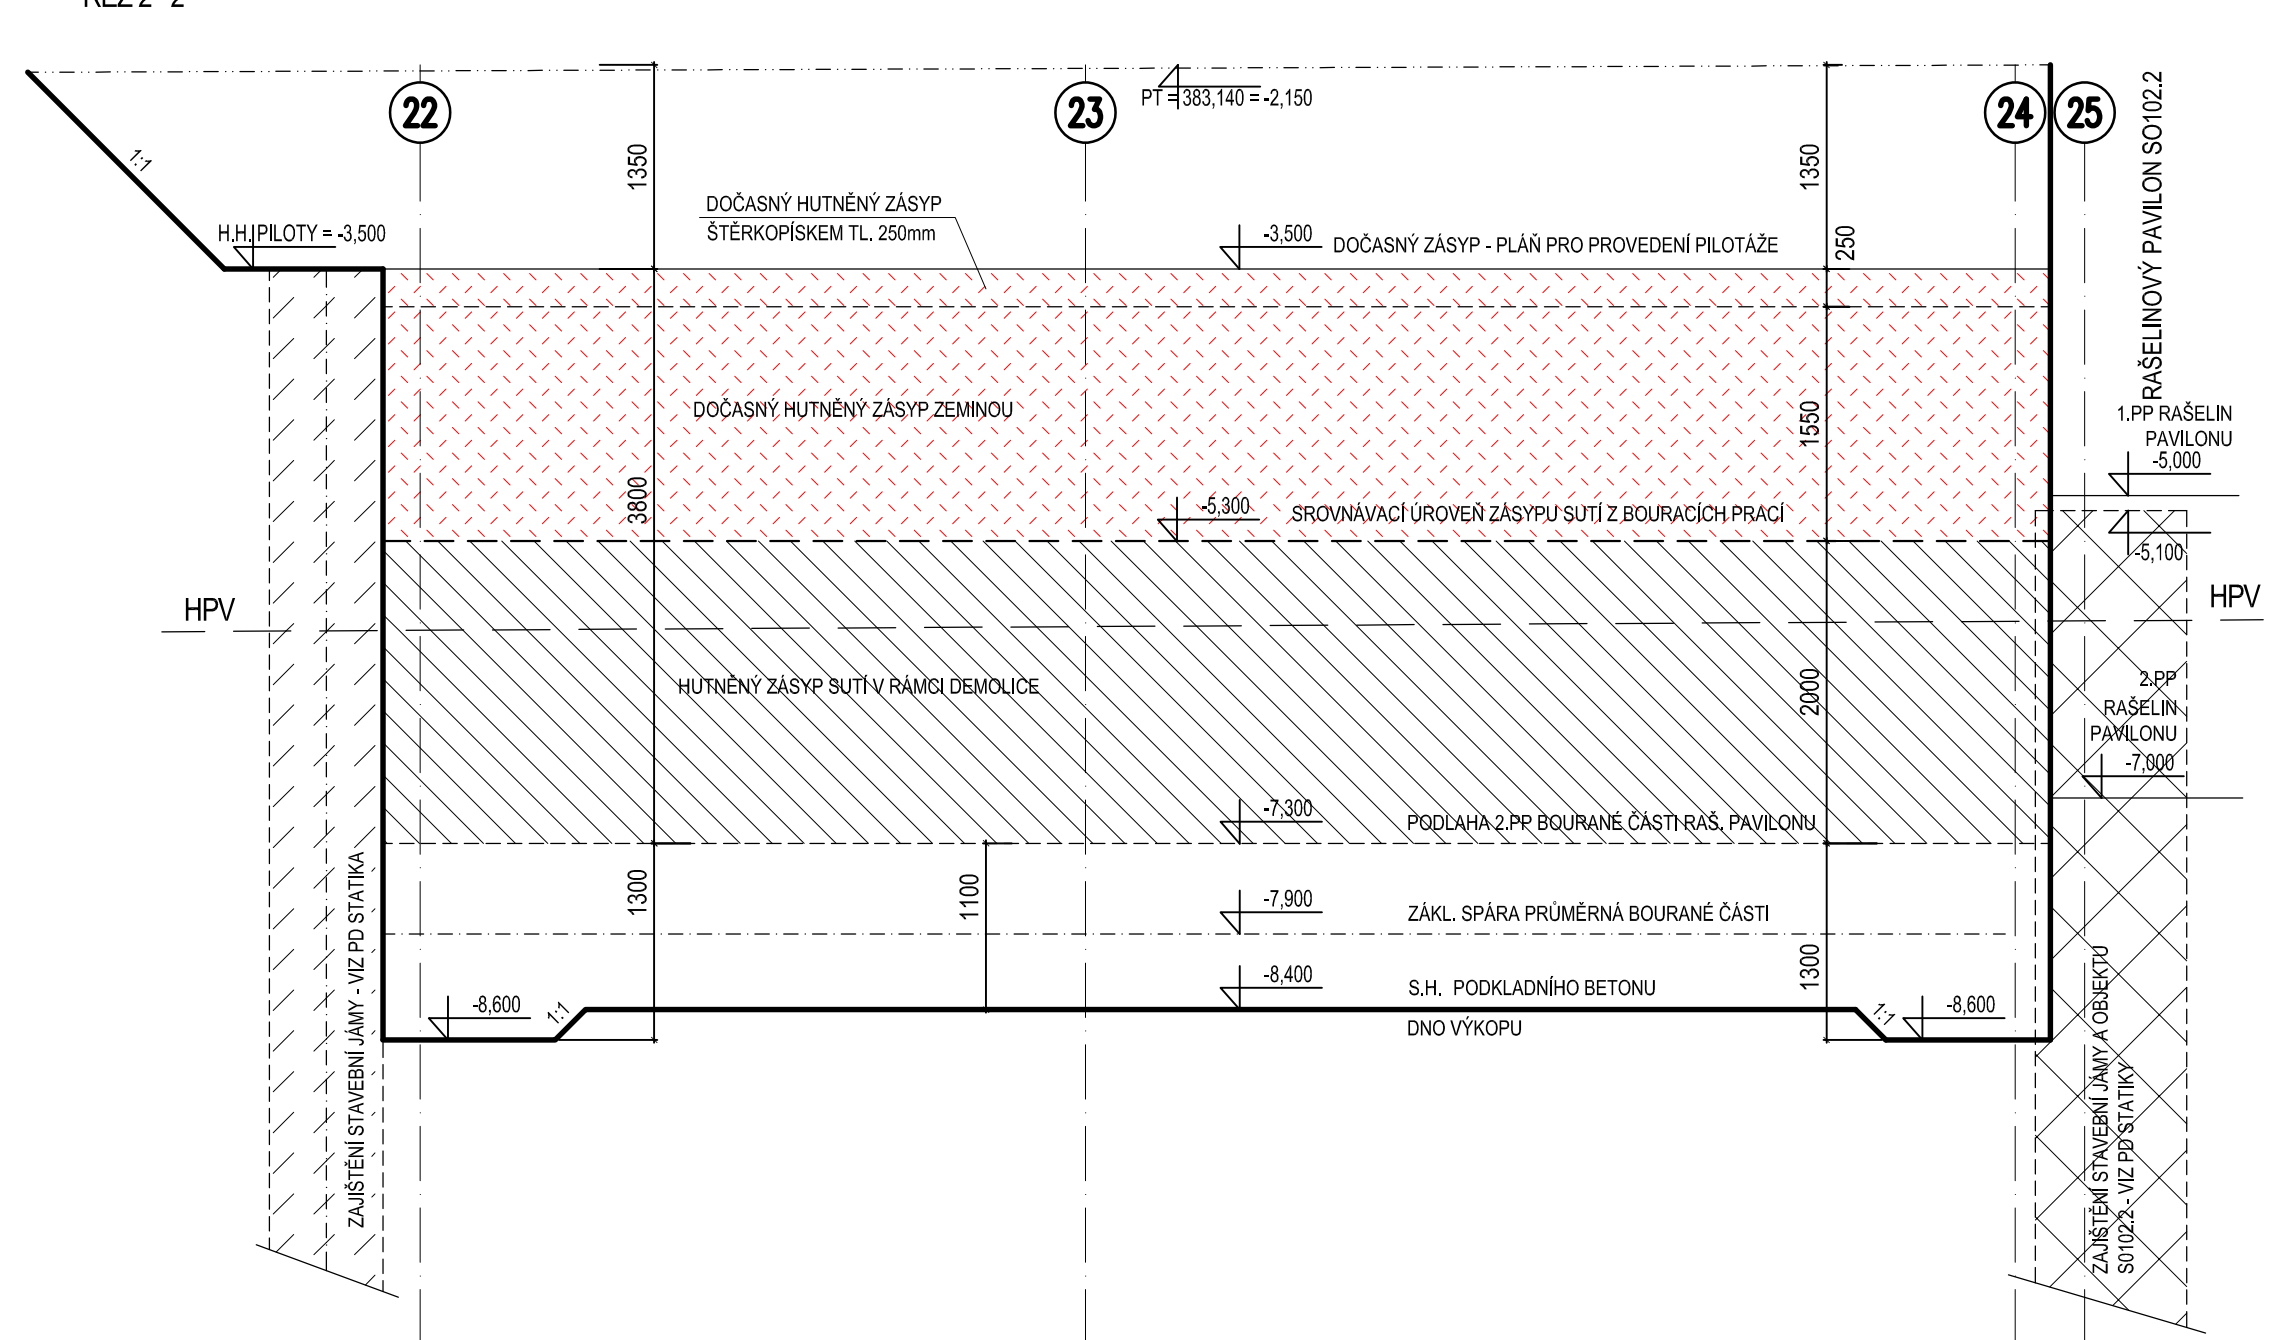 ŘEZ 2 - 2
22
23
24
25
PT = 383,140 = -2,150
1:1
1350
1350
RAŠELINOVÝ PAVILON SO102.2
DOČASNÝ HUTNĚNÝ ZÁSYP
ŠTĚRKOPÍSKEM TL. 250mm
H.H. PILOTY = -3,500
-3,500
DOČASNÝ ZÁSYP - PLÁŇ PRO PROVEDENÍ PILOTÁŽE
250
DOČASNÝ HUTNĚNÝ ZÁSYP ZEMINOU
1550
1.PP RAŠELIN
PAVILONU
-5,000
3800
-5,300
SROVNÁVACÍ ÚROVEŇ ZÁSYPU SUTÍ Z BOURACÍCH PRACÍ
-5,100
HPV
HPV
HUTNĚNÝ ZÁSYP SUTÍ V RÁMCI DEMOLICE
2000
2.PP
RAŠELIN
PAVILONU
-7,000
-7,300
PODLAHA 2.PP BOURANÉ ČÁSTI RAŠ. PAVILONU
1300
1100
-7,900
ZÁKL. SPÁRA PRŮMĚRNÁ BOURANÉ ČÁSTI
1300
-8,400
S.H. PODKLADNÍHO BETONU
DNO VÝKOPU
-8,600
1:1
1:1
-8,600
ZAJIŠTĚNÍ STAVEBNÍ JÁMY - VIZ PD STATIKA
ZAJIŠTĚNÍ STAVEBNÍ JÁMY A OBJEKTU
S0102.2 - VIZ PD STATIKY